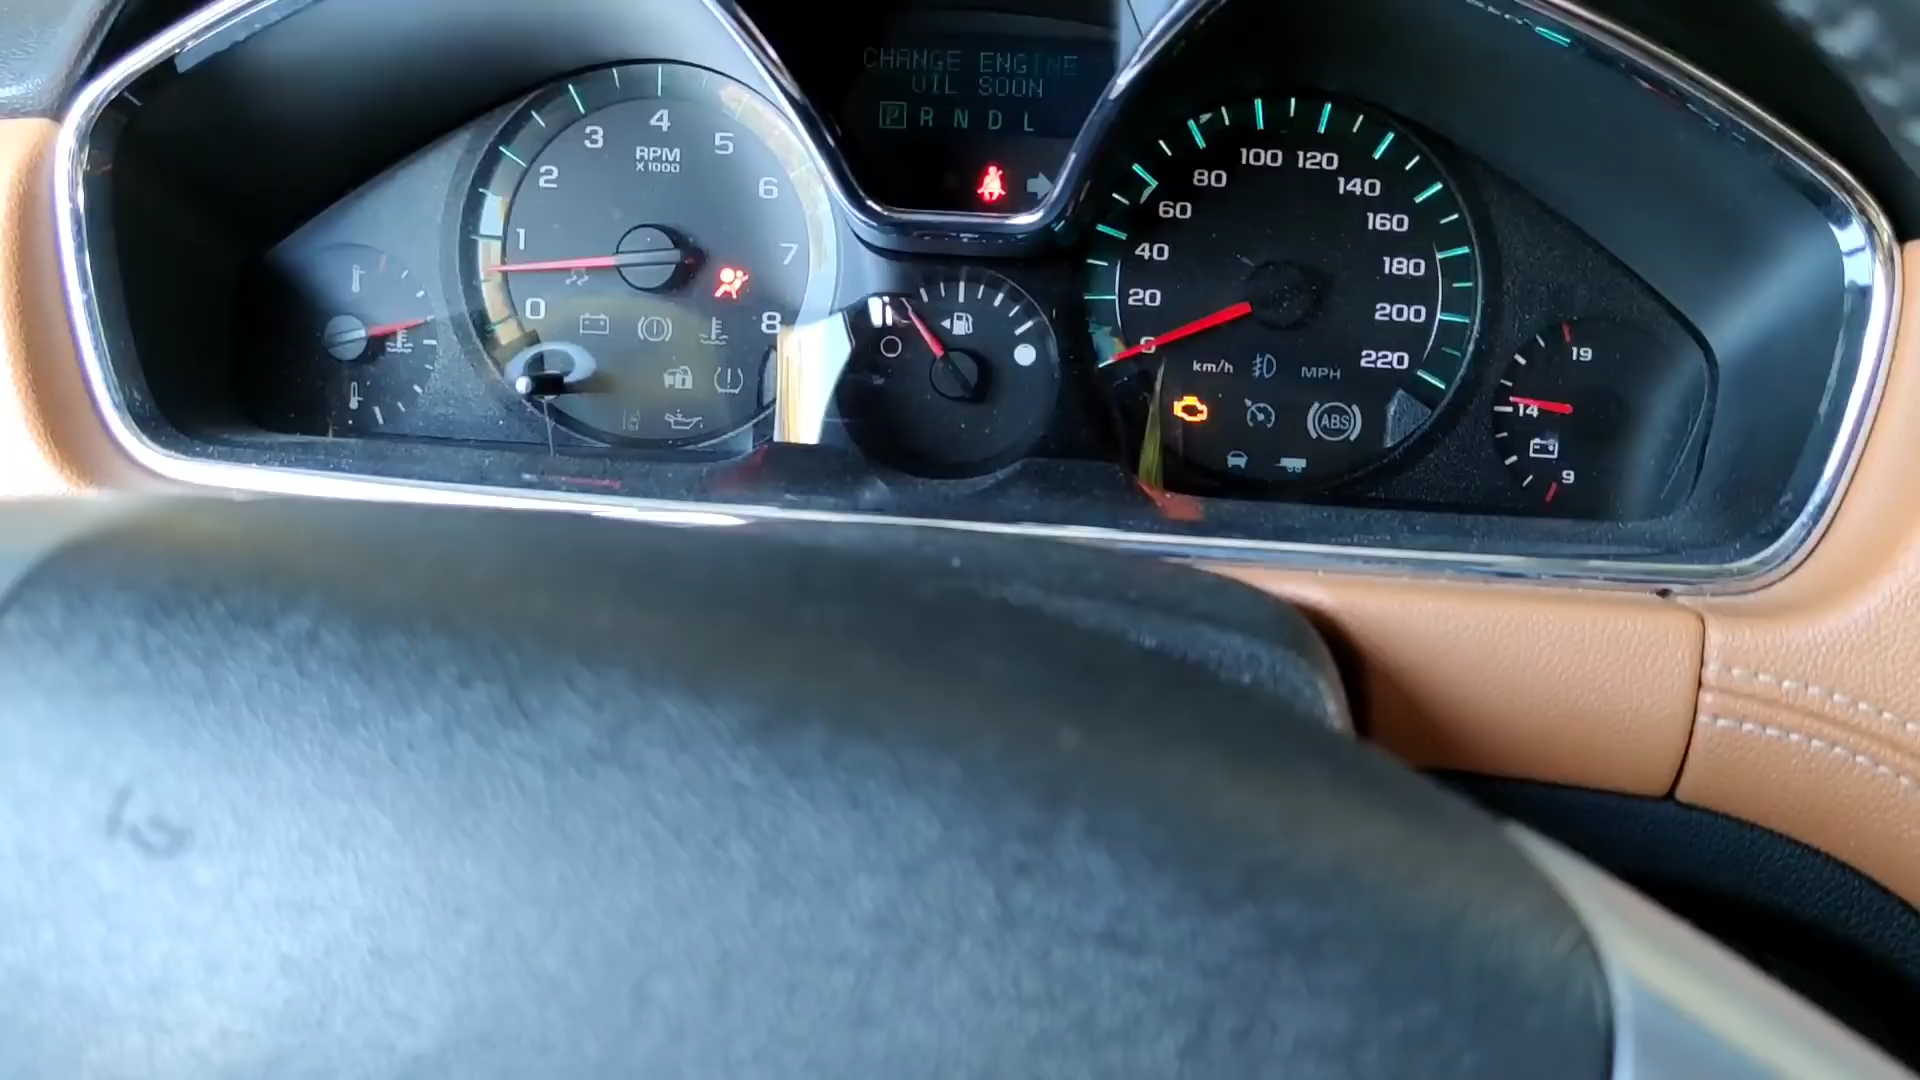 CHANGE ENGINE
OIL SOON
P R N D L
0 1 2 3 4 5 6 7 8
RPM
X1000
0 20 40 60 80 100 120 140 160 180 200 220
km/h
MPH
ABS
19
14
9